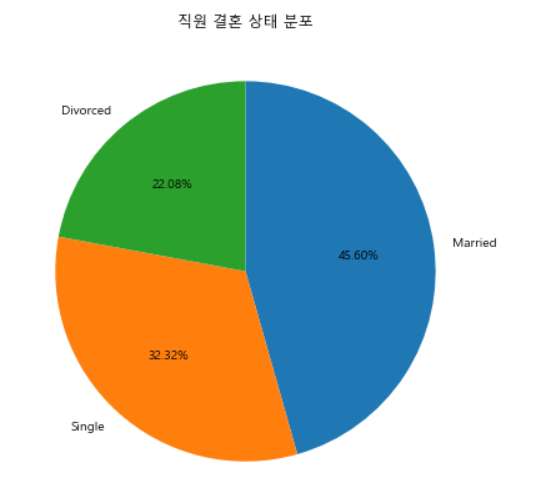 직원 결혼 상태 분포
Divorced
22.08%
Married
45.60%
32.32%
Single